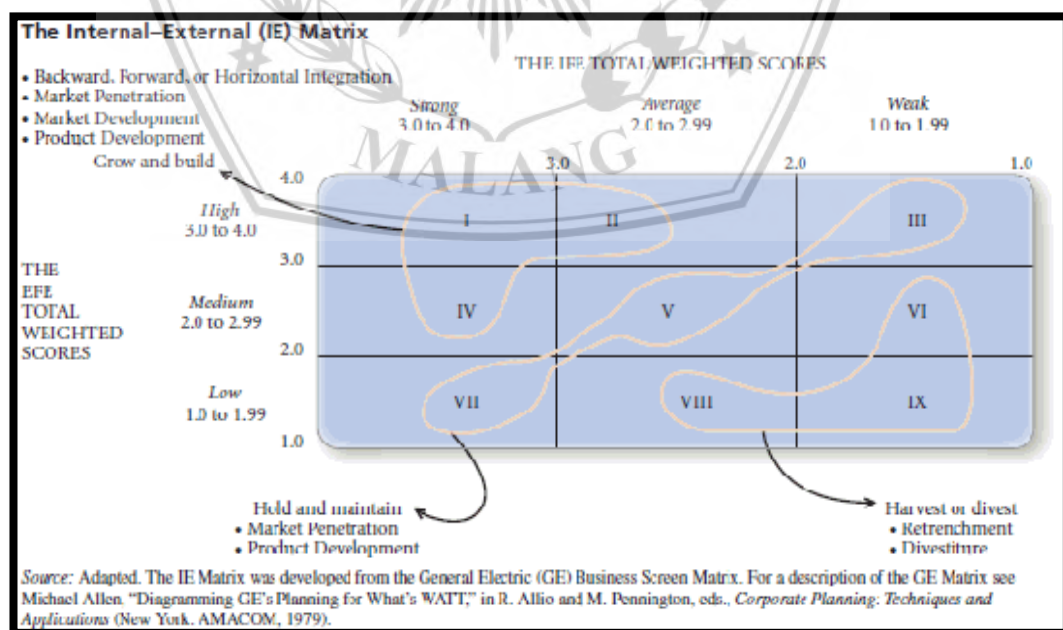 The Internal–External (IE) Matrix
THE IFE TOTAL WEIGHTED SCORES
• Backward, Forward, or Horizontal Integration
• Market Penetration
• Market Development
• Product Development
Grow and build
Strong
3.0 to 4.0
Average
2.0 to 2.99
Weak
1.0 to 1.99
MALANG
4.0 3.0 2.0 1.0
High
3.0 to 4.0
I II III
3.0
THE
EFE
TOTAL
WEIGHTED
SCORES
Medium
2.0 to 2.99
IV V VI
2.0
Low
1.0 to 1.99
VII VIII IX
1.0
Hold and maintain
• Market Penetration
• Product Development
Harvest or divest
• Retrenchment
• Divestiture
Source: Adapted. The IE Matrix was developed from the General Electric (GE) Business Screen Matrix. For a description of the GE Matrix see
Michael Allen. “Diagramming GE’s Planning for What’s WATT,” in R. Allio and M. Pennington, eds., Corporate Planning: Techniques and
Applications (New York. AMACOM, 1979).